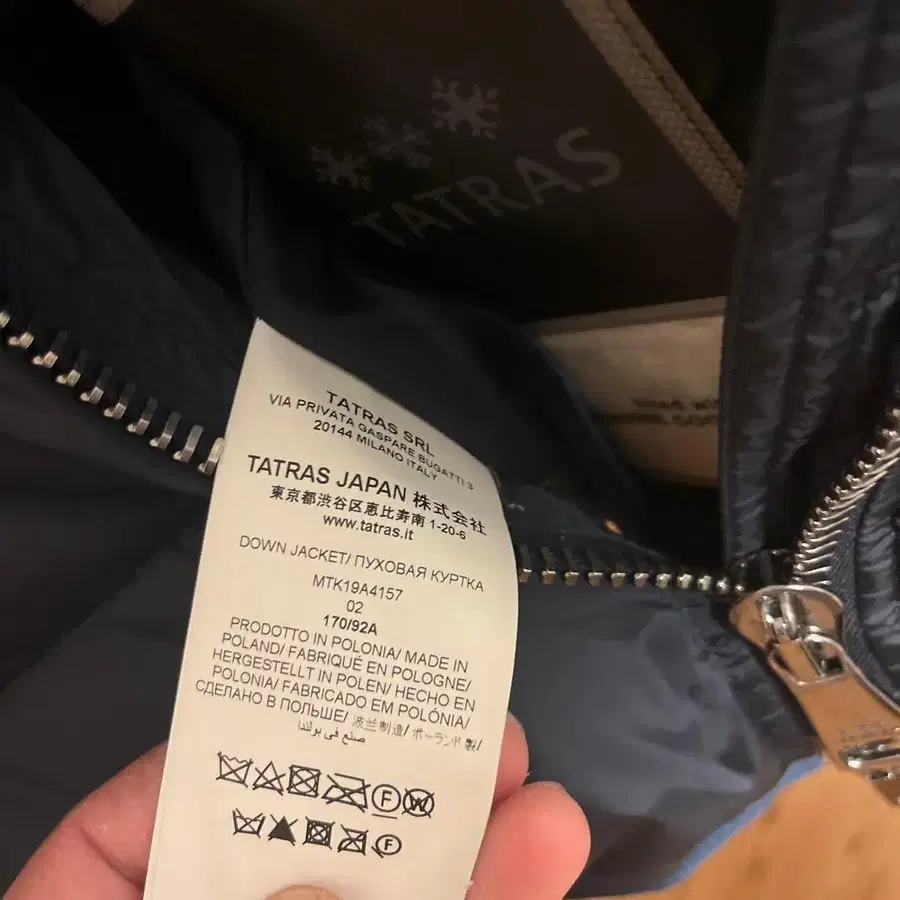 TATRAS
TATRAS SRL
VIA PRIVATA GASPARE BUGATTI 3
20144 MILANO ITALY
TATRAS JAPAN 株式会社
東京都渋谷区恵比寿南 1-20-6
www.tatras.it
DOWN JACKET/ ПУХОВАЯ КУРТКА
MTK19A4157
02
170/92A
PRODOTTO IN POLONIA/ MADE IN
POLAND/ FABRIQUÉ EN POLOGNE/
HERGESTELLT IN POLEN/ HECHO EN
POLONIA/ FABRICADO EM POLÓNIA/
СДЕЛАНО В ПОЛЬШЕ/ 波兰制造/ ポーランド製/
صنع في بولندا
F W
F